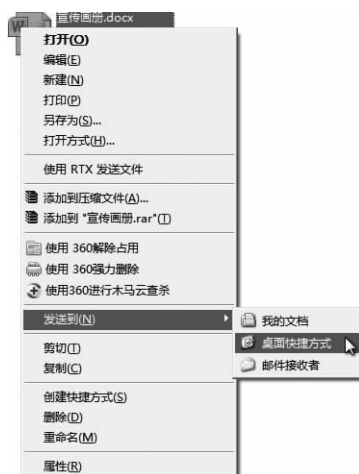 宣传画册.docx
打开(O)
编辑(E)
新建(N)
打印(P)
另存为(S)...
打开方式(H)...
使用 RTX 发送文件
添加到压缩文件(A)...
添加到 "宣传画册.rar"(T)
使用 360解除占用
使用 360强力删除
使用360进行木马云查杀
发送到(N)
我的文档
桌面快捷方式
邮件接收者
剪切(T)
复制(C)
创建快捷方式(S)
删除(D)
重命名(M)
属性(R)